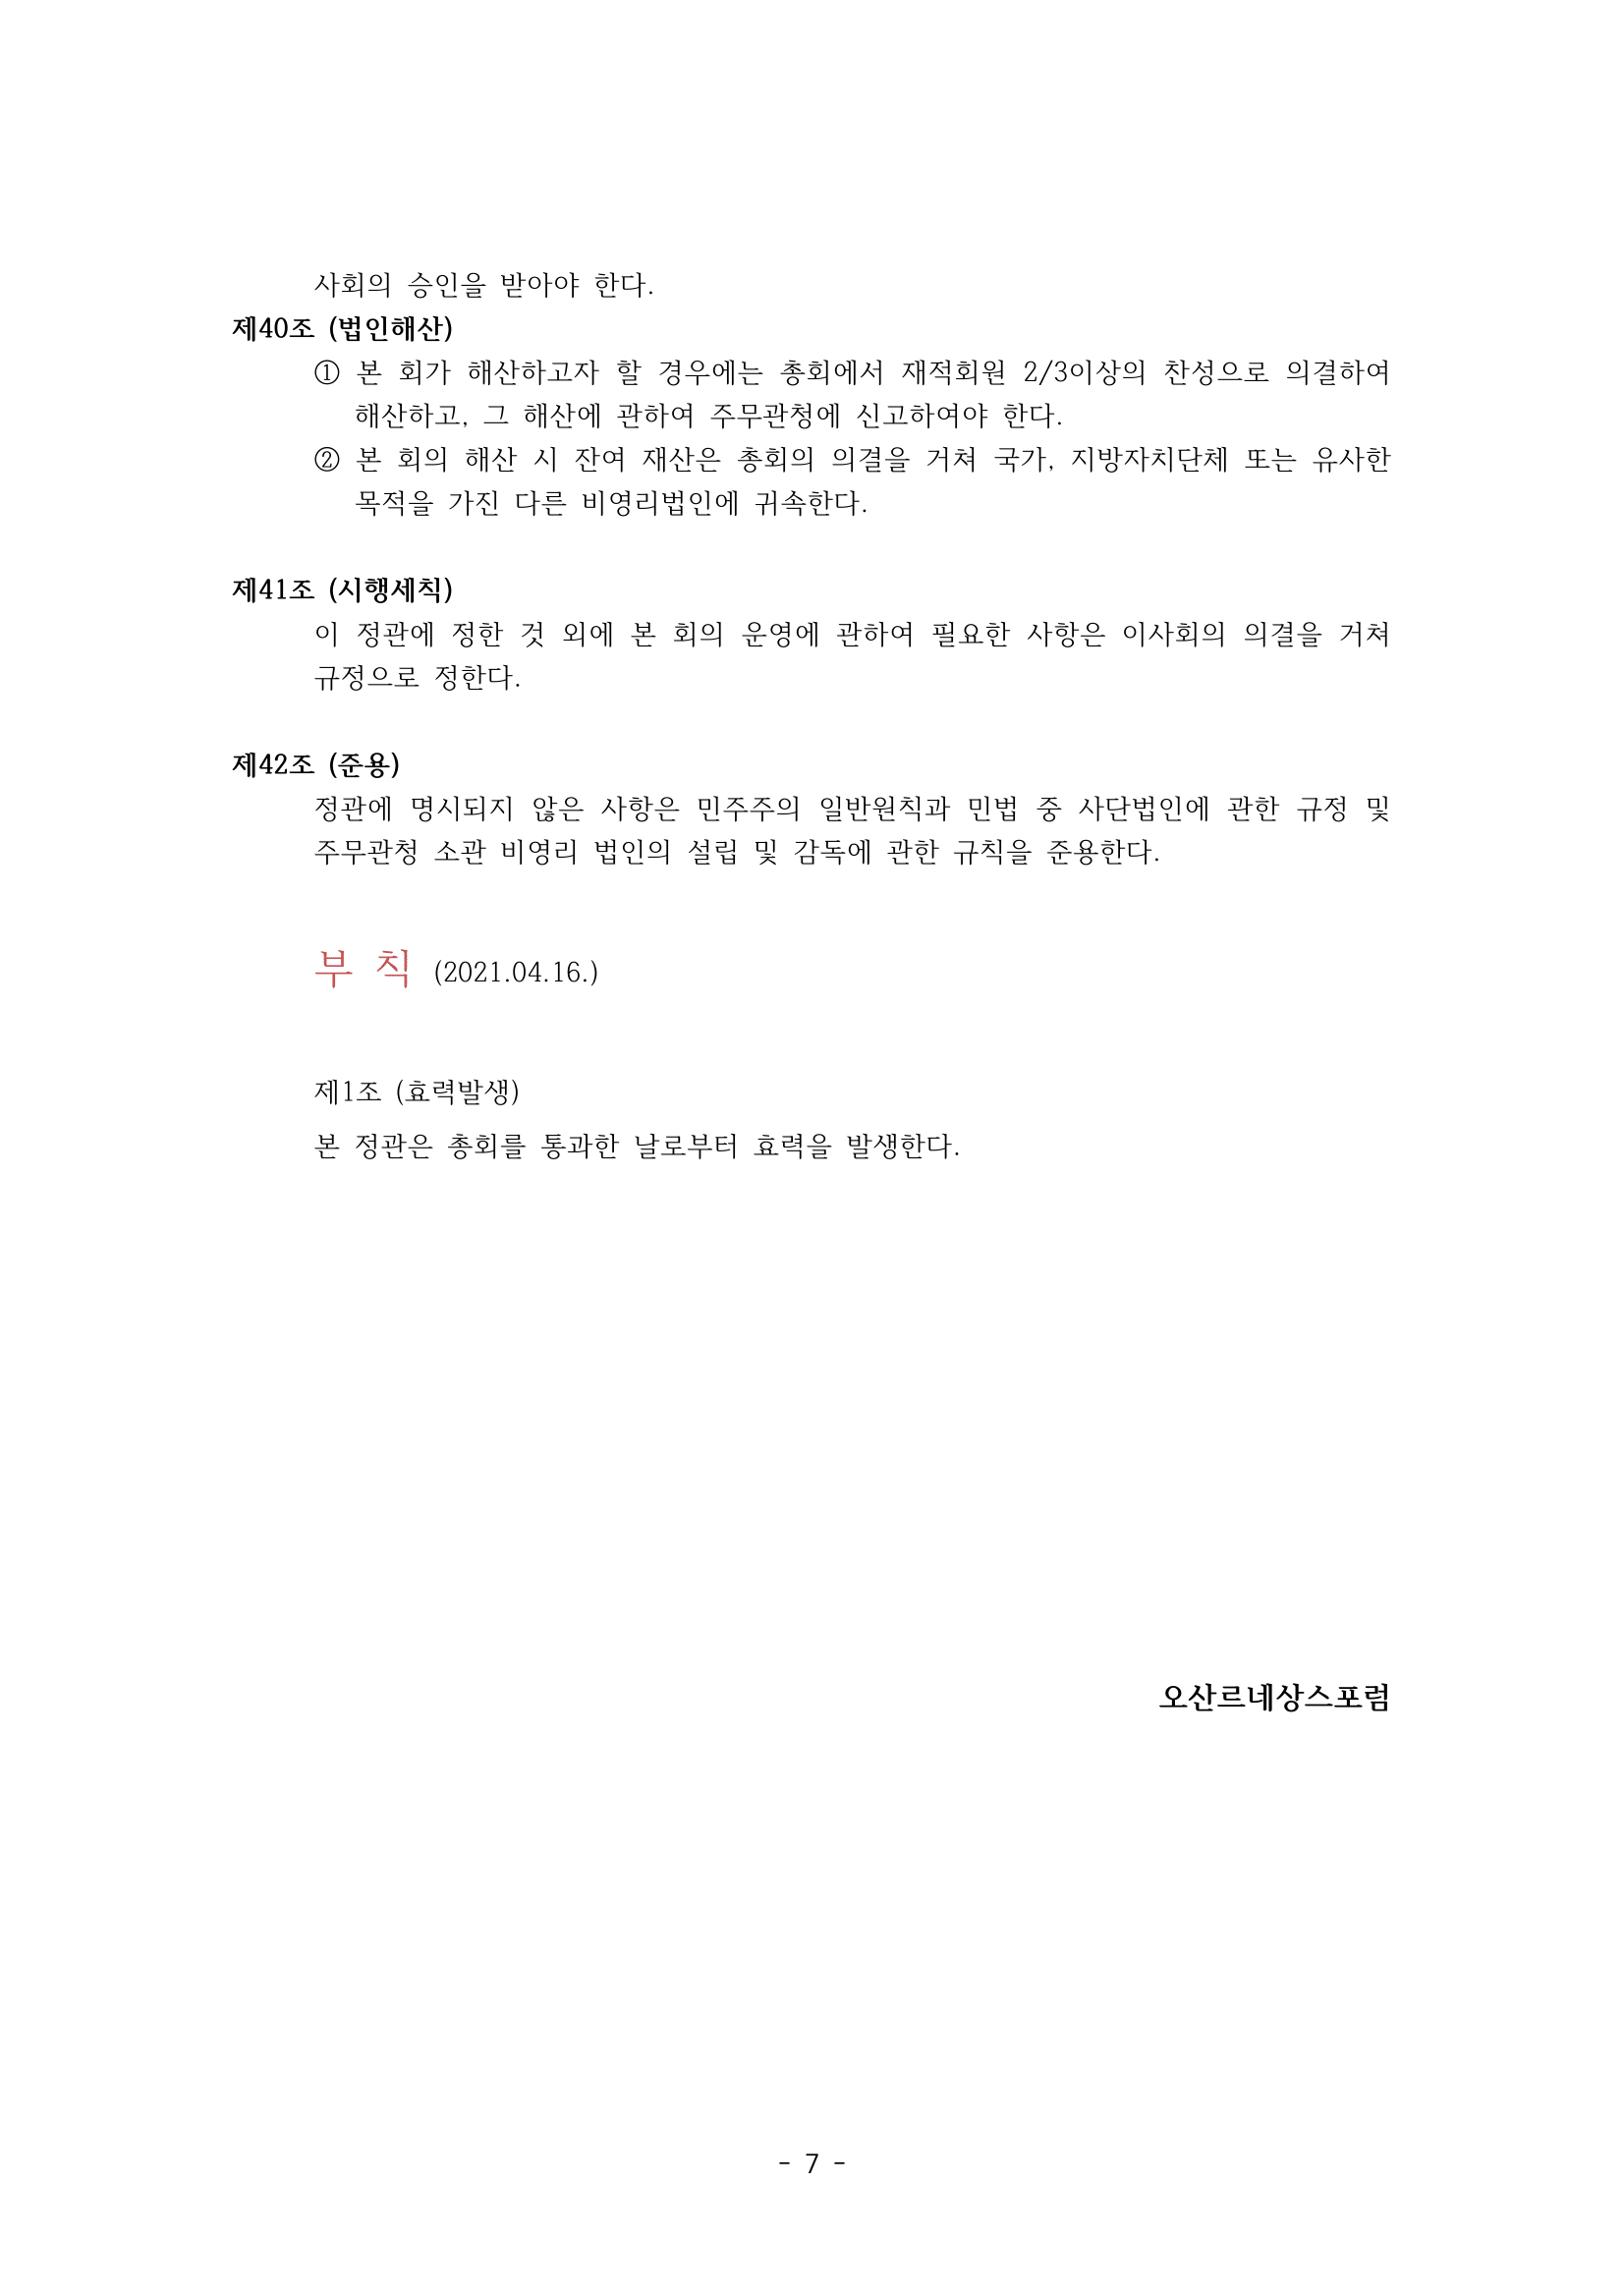 사회의 승인을 받아야 한다.
제40조 (법인해산)
① 본 회가 해산하고자 할 경우에는 총회에서 재적회원 2/3이상의 찬성으로 의결하여
해산하고, 그 해산에 관하여 주무관청에 신고하여야 한다.
② 본 회의 해산 시 잔여 재산은 총회의 의결을 거쳐 국가, 지방자치단체 또는 유사한
목적을 가진 다른 비영리법인에 귀속한다.
제41조 (시행세칙)
이 정관에 정한 것 외에 본 회의 운영에 관하여 필요한 사항은 이사회의 의결을 거쳐
규정으로 정한다.
제42조 (준용)
정관에 명시되지 않은 사항은 민주주의 일반원칙과 민법 중 사단법인에 관한 규정 및
주무관청 소관 비영리 법인의 설립 및 감독에 관한 규칙을 준용한다.
부 칙 (2021.04.16.)
제1조 (효력발생)
본 정관은 총회를 통과한 날로부터 효력을 발생한다.
오산르네상스포럼
- 7 -